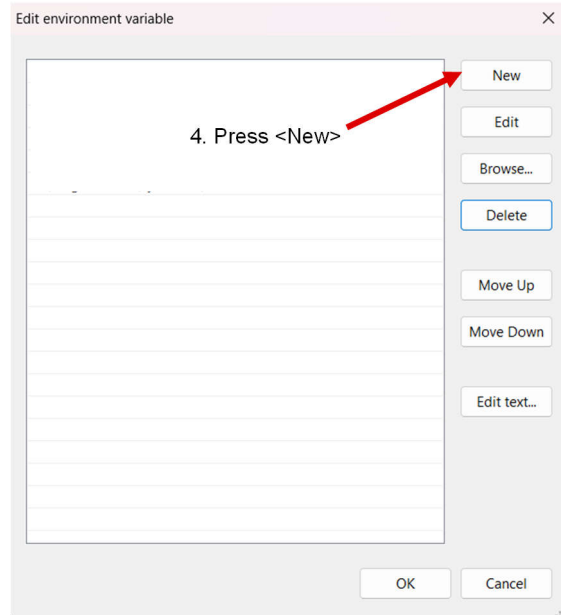 Edit environment variable
New
4. Press <New>
Edit
Browse...
Delete
Move Up
Move Down
Edit text...
OK
Cancel